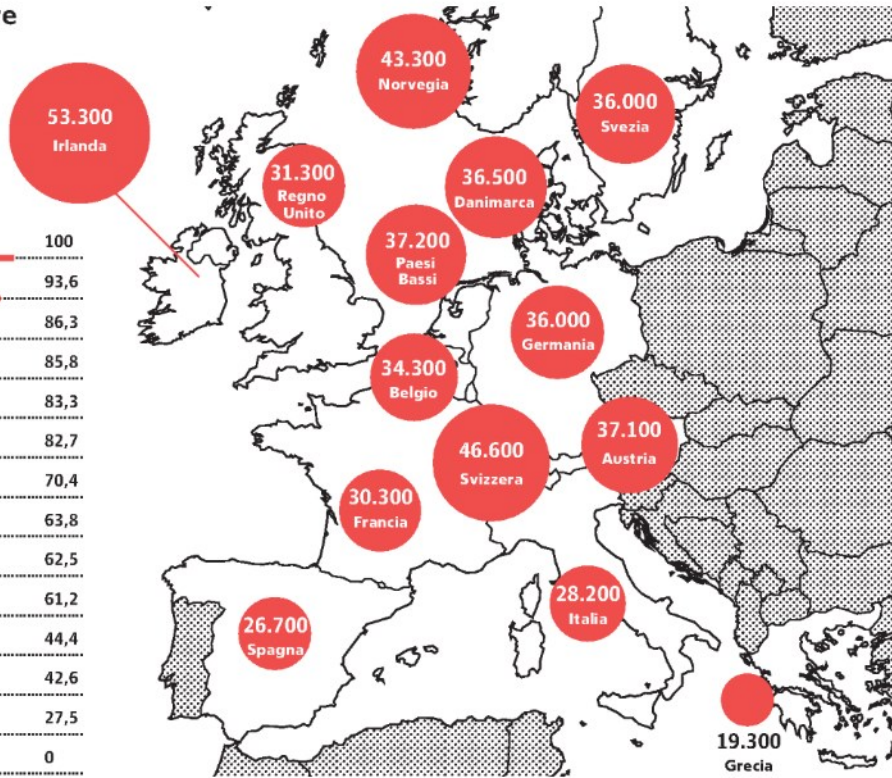 re
53.300
Irlanda
43.300
Norvegia
36.000
Svezia
31.300
Regno
Unito
36.500
Danimarca
37.200
Paesi
Bassi
36.000
Germania
34.300
Belgio
46.600
Svizzera
37.100
Austria
30.300
Francia
28.200
Italia
26.700
Spagna
19.300
Grecia
100
93,6
86,3
85,8
83,3
82,7
70,4
63,8
62,5
61,2
44,4
42,6
27,5
0